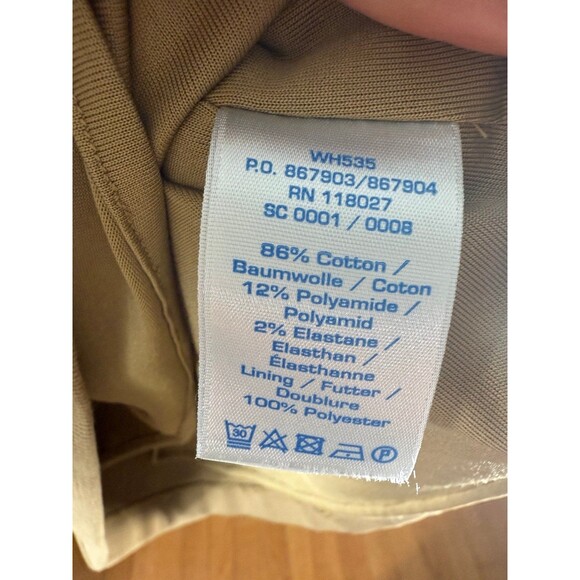 WH535
P.O. 867903/867904
RN 118027
SC 0001 / 0008
86% Cotton /
Baumwolle / Coton
12% Polyamide /
Polyamid
2% Elastane /
Elasthan /
Élasthanne
Lining / Futter /
Doublure
100% Polyester
30 P